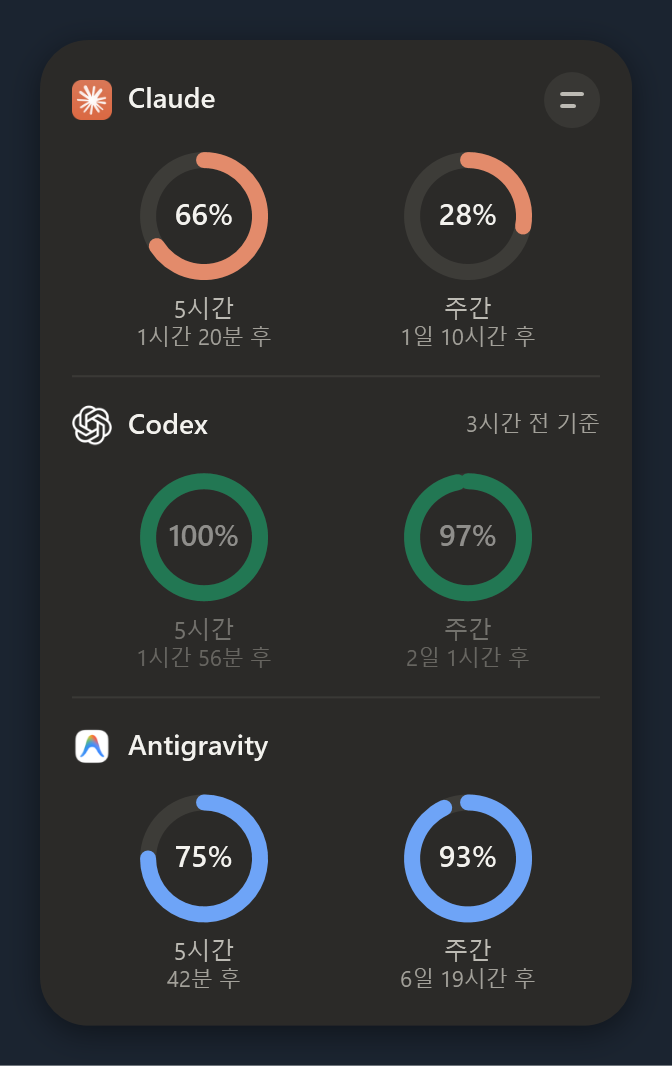 Claude
66%
28%
5시간
주간
1시간 20분 후
1일 10시간 후
Codex
3시간 전 기준
100%
97%
5시간
주간
1시간 56분 후
2일 1시간 후
Antigravity
75%
93%
5시간
주간
42분 후
6일 19시간 후